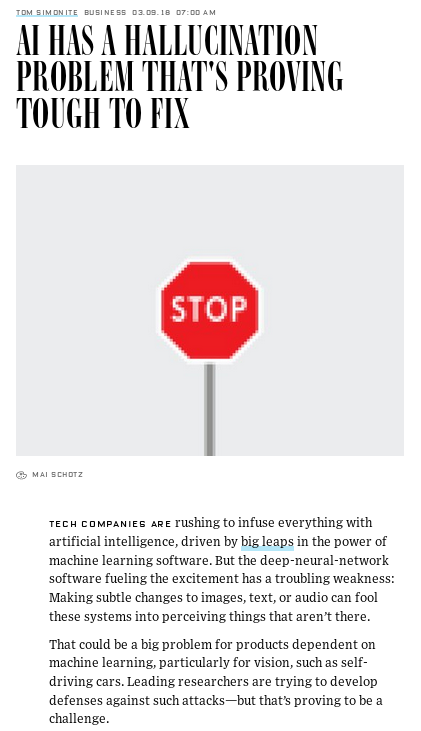 TOM SIMONITE BUSINESS 03.09.18 07:00 AM
AI HAS A HALLUCINATION
PROBLEM THAT'S PROVING
TOUGH TO FIX
STOP
MAI SCHOTZ
TECH COMPANIES ARE rushing to infuse everything with
artificial intelligence, driven by big leaps in the power of
machine learning software. But the deep-neural-network
software fueling the excitement has a troubling weakness:
Making subtle changes to images, text, or audio can fool
these systems into perceiving things that aren’t there.
That could be a big problem for products dependent on
machine learning, particularly for vision, such as self-
driving cars. Leading researchers are trying to develop
defenses against such attacks—but that’s proving to be a
challenge.